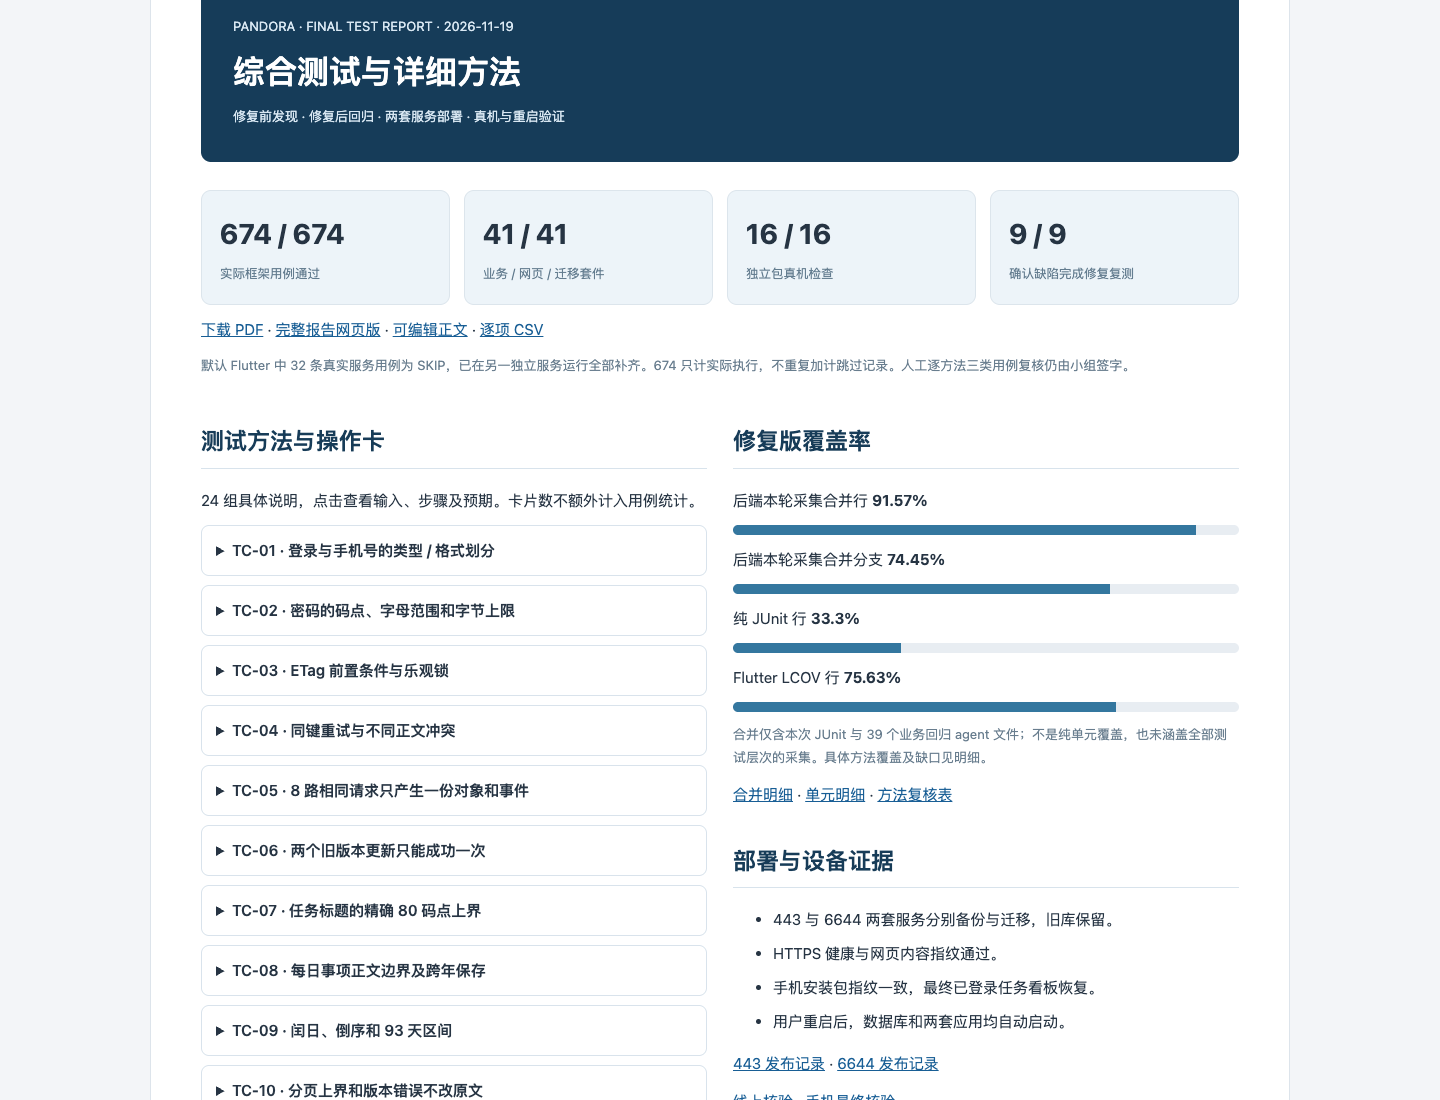 PANDORA · FINAL TEST REPORT · 2026-11-19
综合测试与详细方法
修复前发现 · 修复后回归 · 两套服务部署 · 真机与重启验证
674 / 674
实际框架用例通过
41 / 41
业务 / 网页 / 迁移套件
16 / 16
独立包真机检查
9 / 9
确认缺陷完成修复复测
下载 PDF · 完整报告网页版 · 可编辑正文 · 逐项 CSV
默认 Flutter 中 32 条真实服务用例为 SKIP，已在另一独立服务运行全部补齐。674 只计实际执行，不重复加计跳过记录。人工逐方法三类用例复核仍由小组签字。
测试方法与操作卡
24 组具体说明，点击查看输入、步骤及预期。卡片数不额外计入用例统计。
TC-01 · 登录与手机号的类型 / 格式划分
TC-02 · 密码的码点、字母范围和字节上限
TC-03 · ETag 前置条件与乐观锁
TC-04 · 同键重试与不同正文冲突
TC-05 · 8 路相同请求只产生一份对象和事件
TC-06 · 两个旧版本更新只能成功一次
TC-07 · 任务标题的精确 80 码点上界
TC-08 · 每日事项正文边界及跨年保存
TC-09 · 闰日、倒序和 93 天区间
TC-10 · 分页上界和版本错误不改原文
修复版覆盖率
后端本轮采集合并行 91.57%
后端本轮采集合并分支 74.45%
纯 JUnit 行 33.3%
Flutter LCOV 行 75.63%
合并仅含本次 JUnit 与 39 个业务回归 agent 文件；不是纯单元覆盖，也未涵盖全部测
试层次的采集。具体方法覆盖及缺口见明细。
合并明细 · 单元明细 · 方法复核表
部署与设备证据
443 与 6644 两套服务分别备份与迁移，旧库保留。
HTTPS 健康与网页内容指纹通过。
手机安装包指纹一致，最终已登录任务看板恢复。
用户重启后，数据库和两套应用均自动启动。
443 发布记录 · 6644 发布记录